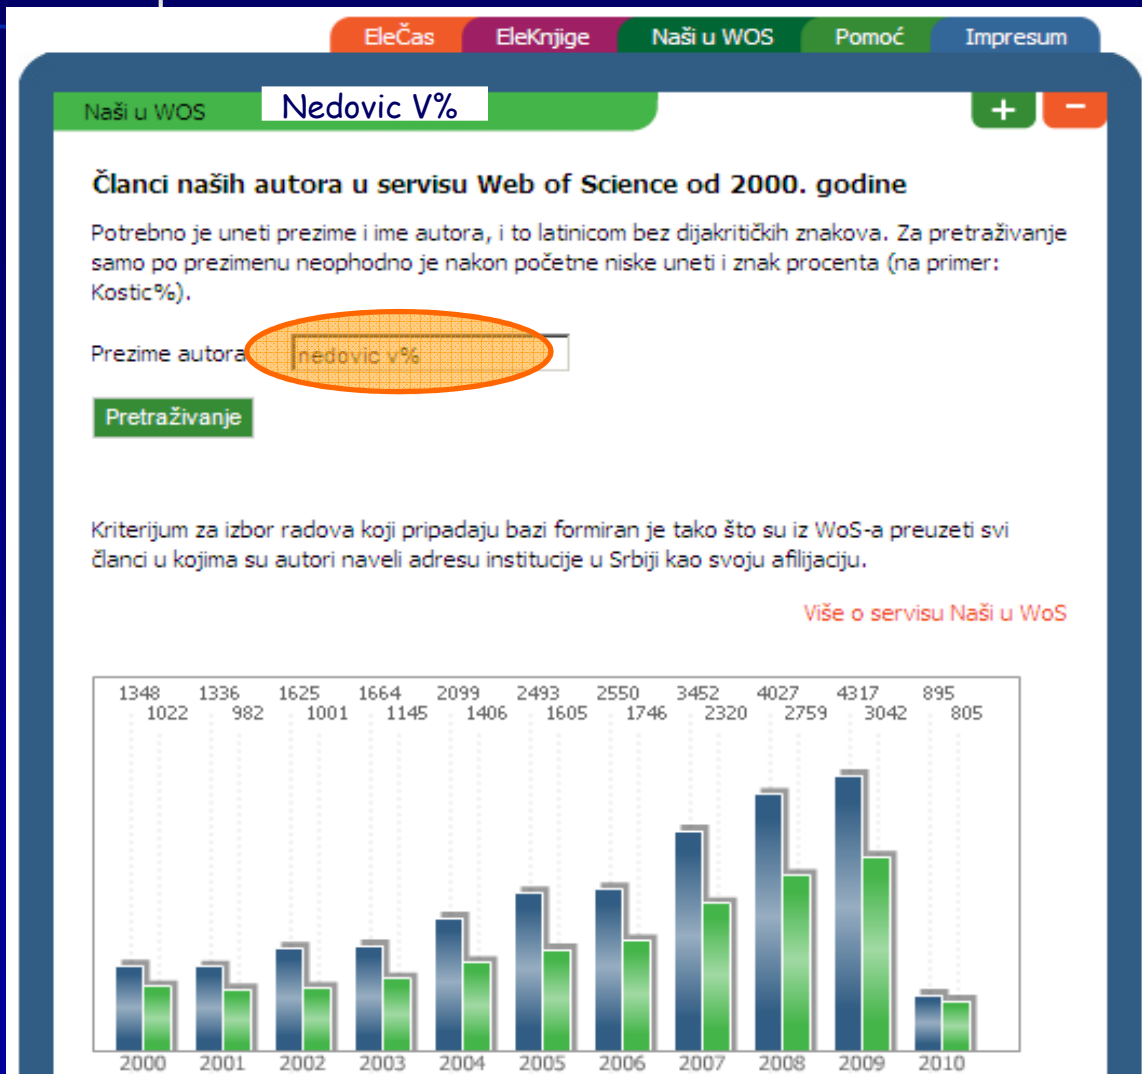 EleČas EleKnjige Naši u WOS Pomoć Impresum
Naši u WOS Nedovic V% + −
Članci naših autora u servisu Web of Science od 2000. godine
Potrebno je uneti prezime i ime autora, i to latinicom bez dijakritičkih znakova. Za pretraživanje
samo po prezimenu neophodno je nakon početne niske uneti i znak procenta (na primer:
Kostic%).
Prezime autora nedovic v%
Pretraživanje
Kriterijum za izbor radova koji pripadaju bazi formiran je tako što su iz WoS-a preuzeti svi
članci u kojima su autori naveli adresu institucije u Srbiji kao svoju afilijaciju.
Više o servisu Naši u WoS
1348 1336 1625 1664 2099 2493 2550 3452 4027 4317 895
1022 982 1001 1145 1406 1605 1746 2320 2759 3042 805
2000 2001 2002 2003 2004 2005 2006 2007 2008 2009 2010